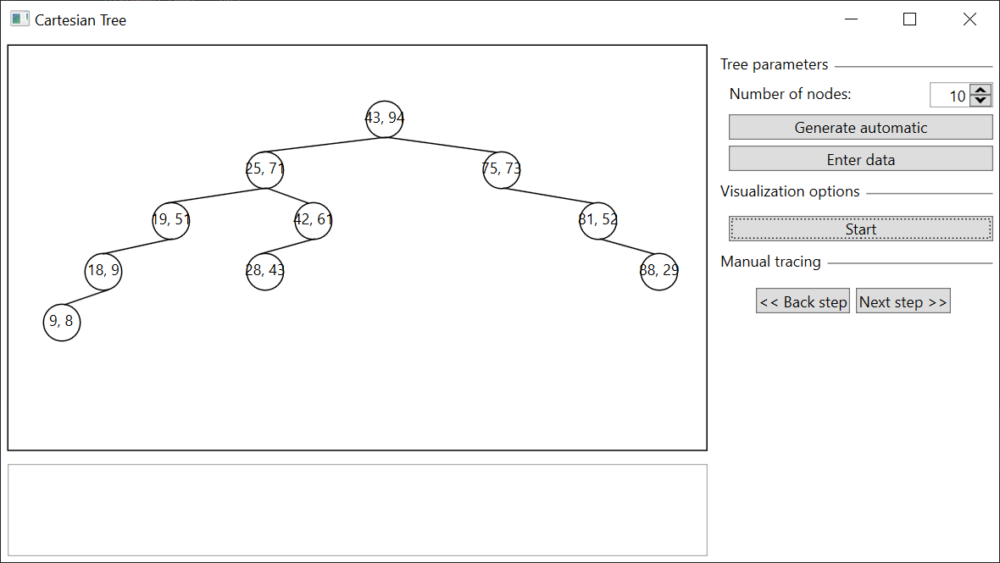 Cartesian Tree
43, 94
25, 71
75, 73
19, 51
42, 61
81, 52
18, 9
28, 43
88, 29
9, 8
Tree parameters
Number of nodes: 10
Generate automatic
Enter data
Visualization options
Start
Manual tracing
<< Back step Next step >>